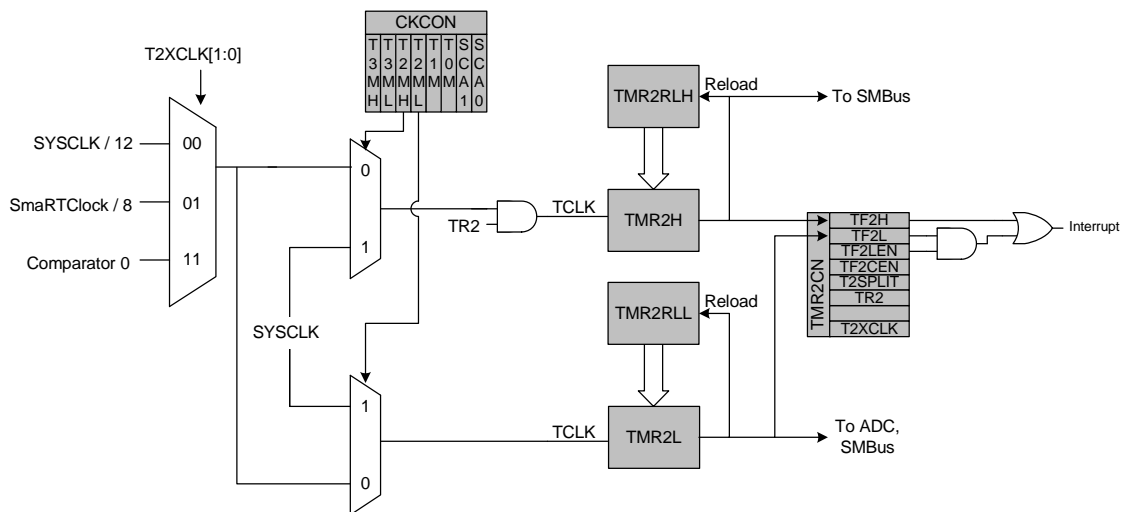 CKCON
T3MH T3ML T2MH T2ML T1M T0M SCA1 SCA0
T2XCLK[1:0]
SYSCLK / 12
00
SmaRTClock / 8
01
Comparator 0
11
0
1
SYSCLK
1
0
TR2
TCLK
TMR2RLH
Reload
To SMBus
TMR2H
TMR2RLL
Reload
TCLK
TMR2L
To ADC,
SMBus
TMR2CN
TF2H
TF2L
TF2LEN
TF2CEN
T2SPLIT
TR2
T2XCLK
Interrupt